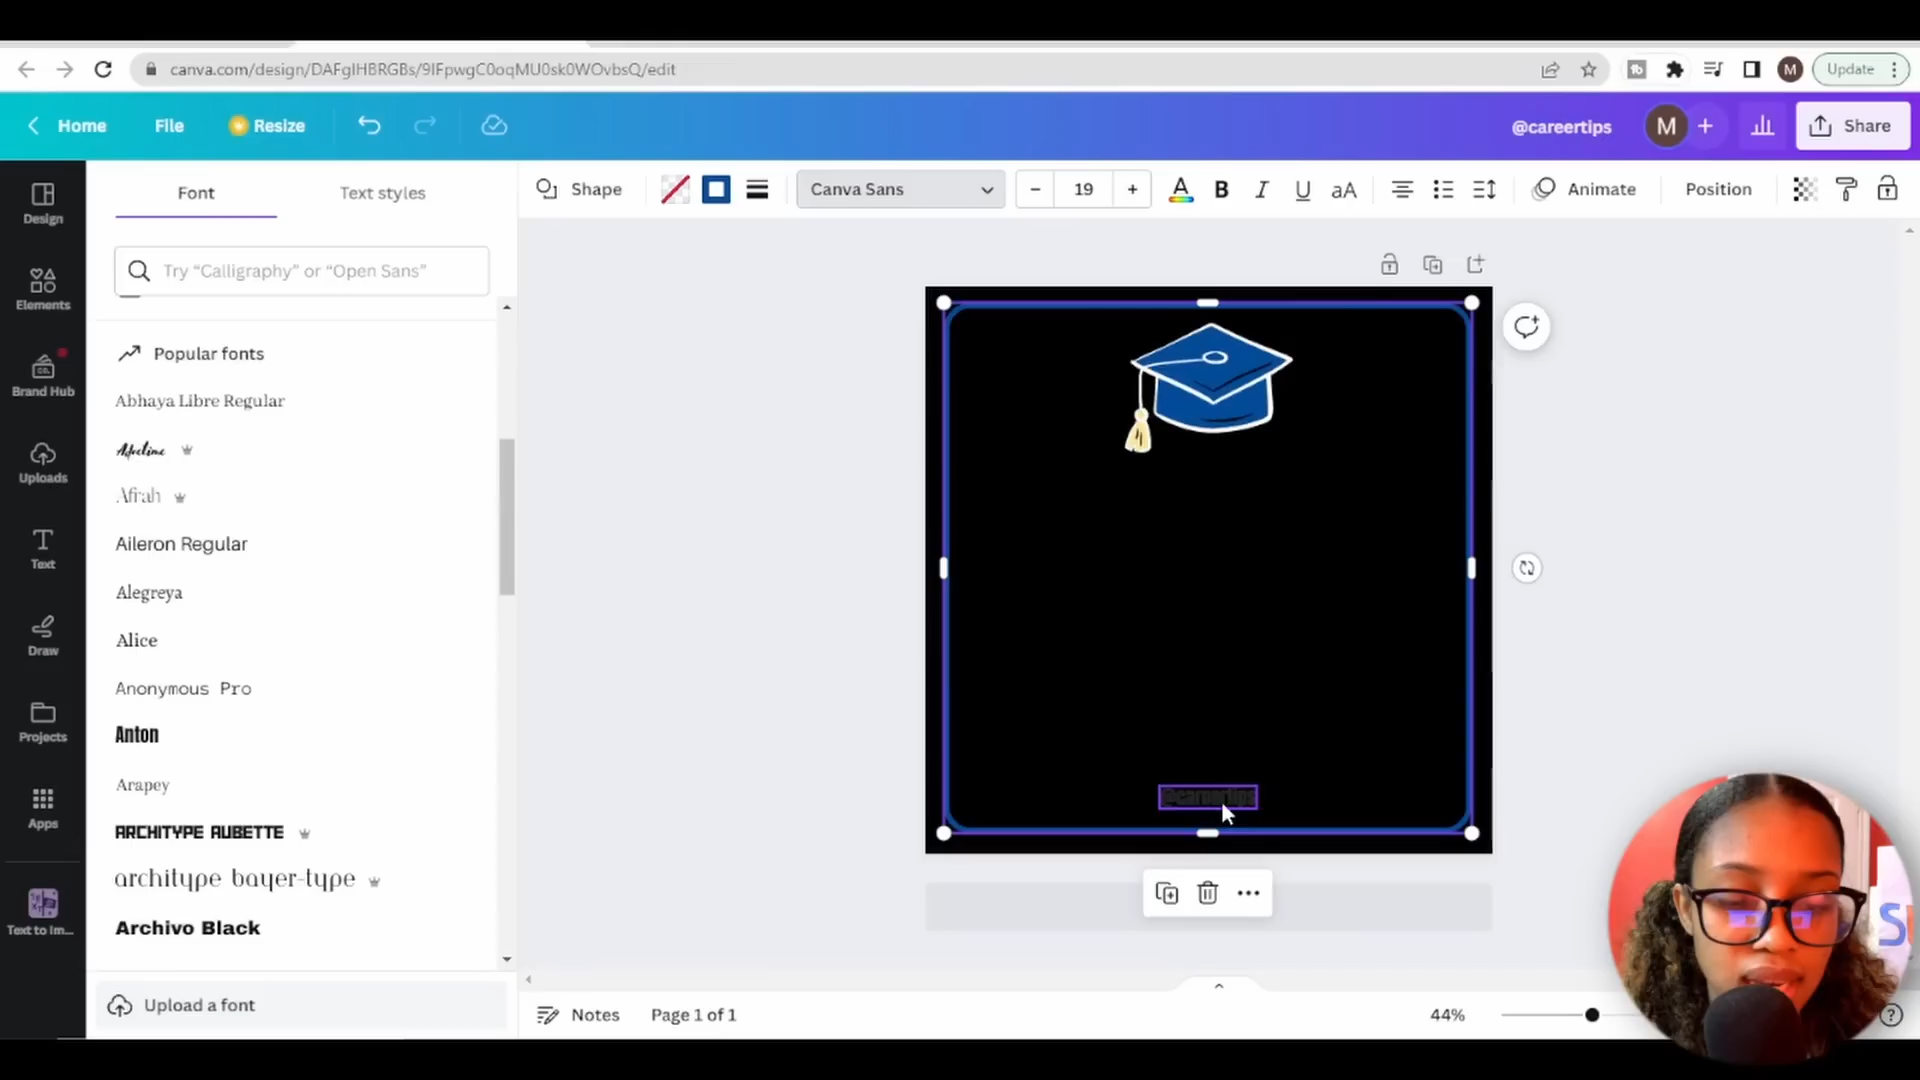 canva.com/design/DAFglHBRGBs/9IFpwgC0oqMU0sk0WOvbsQ/edit
M
Update
Home
File
Resize
@careertips
M
Share
Font
Text styles
Shape
Canva Sans
19
B
I
U
aA
Animate
Position
Design
Elements
CO.
Brand Hub
Uploads
Text
Draw
Projects
Apps
Text to Im...
Try “Calligraphy” or “Open Sans”
Popular fonts
Abhaya Libre Regular
Afirah
Aileron Regular
Alegreya
Alice
Anonymous Pro
Anton
Arapey
ARCHITYPE AUBETTE
architype bayer-type
Archivo Black
Upload a font
@careertips
Notes
Page 1 of 1
44%